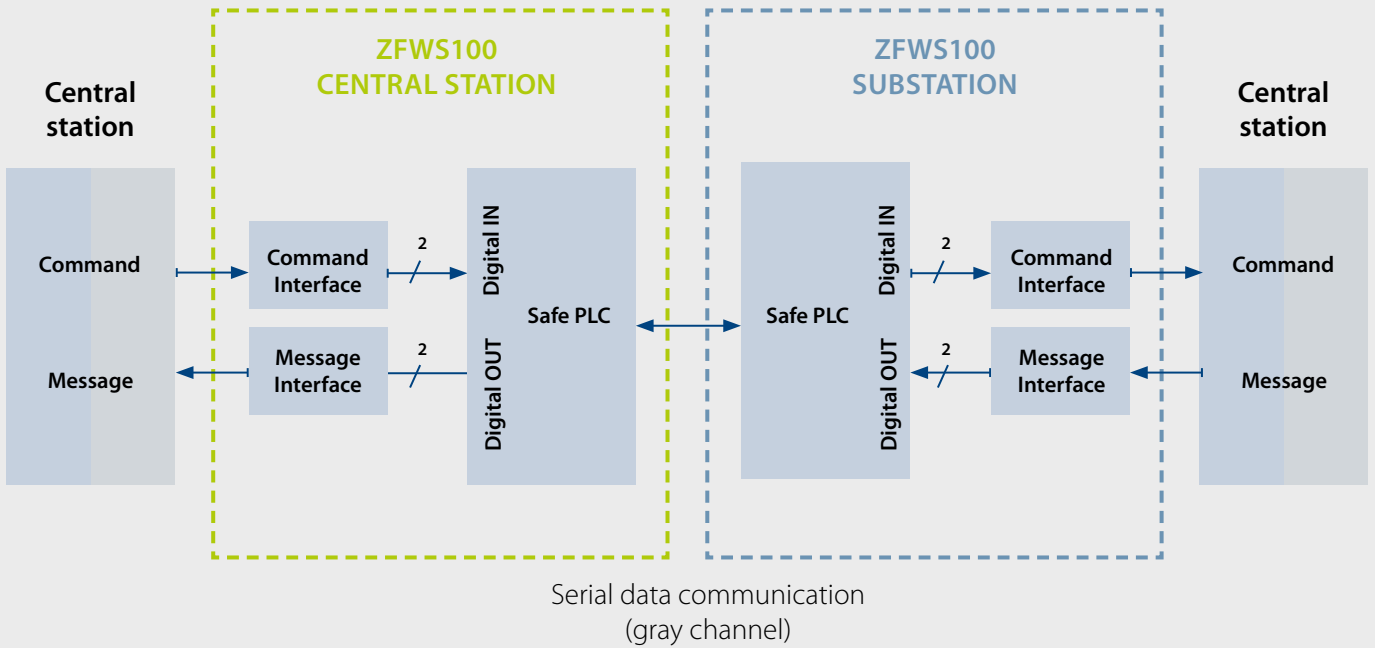 ZFWS100
CENTRAL STATION
ZFWS100
SUBSTATION
Central
station
Central
station
Command
Message
Command
Interface
Message
Interface
2
2
Digital IN
Digital OUT
Safe PLC
Safe PLC
Digital IN
Digital OUT
2
2
Command
Interface
Message
Interface
Command
Message
Serial data communication
(gray channel)